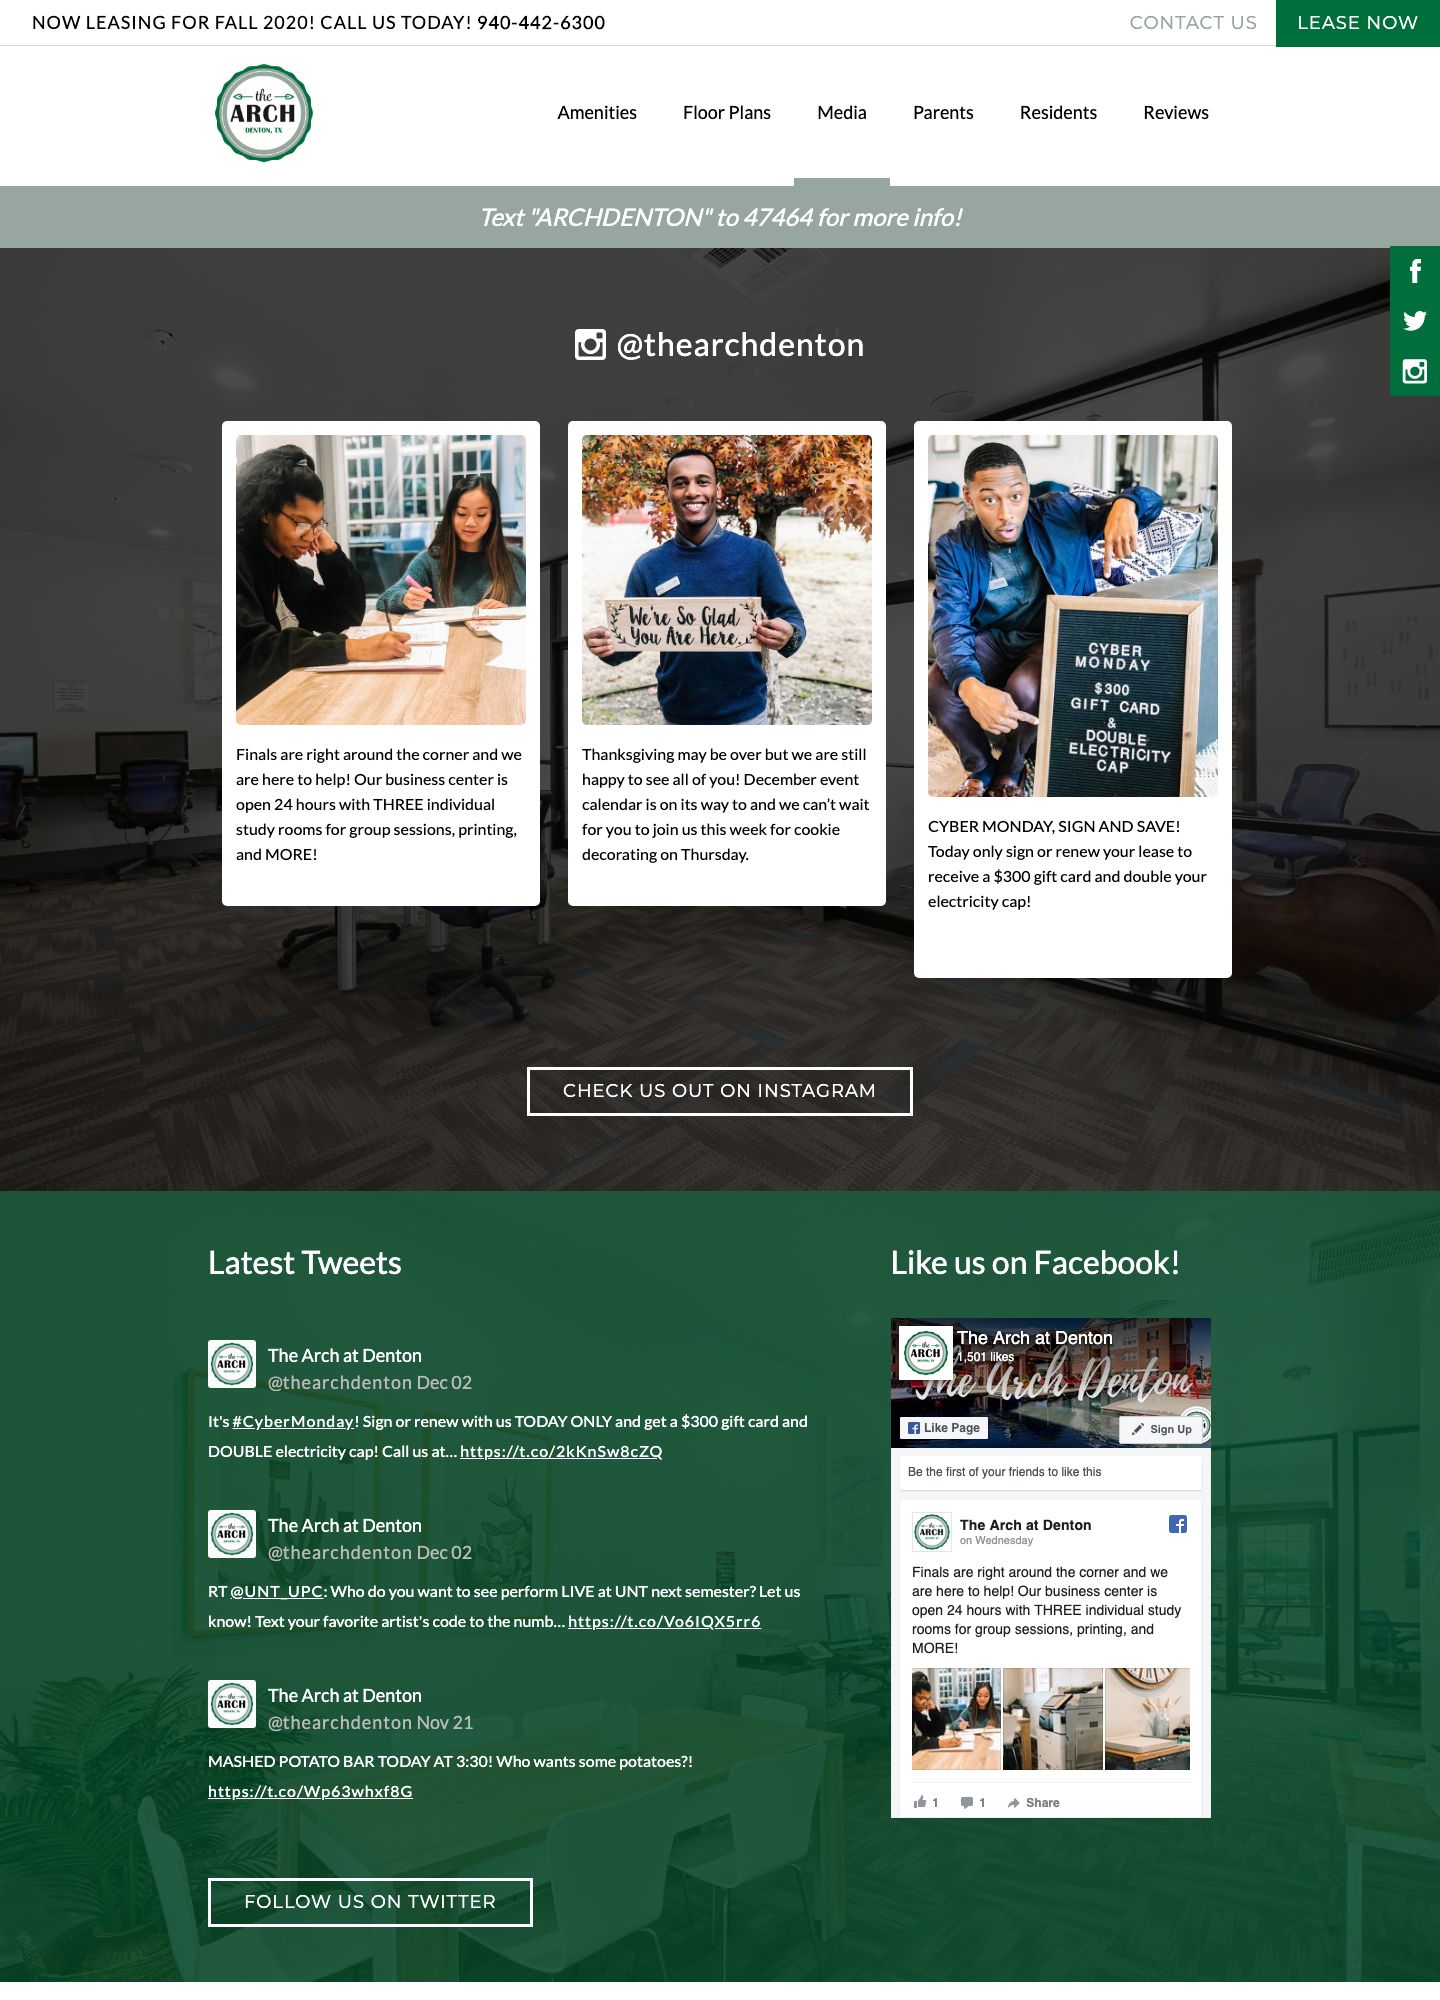 NOW LEASING FOR FALL 2020! CALL US TODAY! 940-442-6300
CONTACT US
LEASE NOW
the
ARCH
DENTON, TX
Amenities
Floor Plans
Media
Parents
Residents
Reviews
Text "ARCHDENTON" to 47464 for more info!
@thearchdenton
We're So Glad
You Are Here.
CYBER
MONDAY
$300
GIFT CARD
&
DOUBLE
ELECTRICITY
CAP
Finals are right around the corner and we
are here to help! Our business center is
open 24 hours with THREE individual
study rooms for group sessions, printing,
and MORE!
Thanksgiving may be over but we are still
happy to see all of you! December event
calendar is on its way to and we can't wait
for you to join us this week for cookie
decorating on Thursday.
CYBER MONDAY, SIGN AND SAVE!
Today only sign or renew your lease to
receive a $300 gift card and double your
electricity cap!
CHECK US OUT ON INSTAGRAM
Latest Tweets
the
ARCH
The Arch at Denton
@thearchdenton Dec 02
It's #CyberMonday! Sign or renew with us TODAY ONLY and get a $300 gift card and
DOUBLE electricity cap! Call us at… https://t.co/2kKnSw8cZQ
the
ARCH
The Arch at Denton
@thearchdenton Dec 02
RT @UNT_UPC: Who do you want to see perform LIVE at UNT next semester? Let us
know! Text your favorite artist's code to the numb… https://t.co/Vo6IQX5rr6
the
ARCH
The Arch at Denton
@thearchdenton Nov 21
MASHED POTATO BAR TODAY AT 3:30! Who wants some potatoes?!
https://t.co/Wp63whxf8G
FOLLOW US ON TWITTER
Like us on Facebook!
the
ARCH
The Arch at Denton
1,501 likes
The Arch Denton
Like Page
Sign Up
Be the first of your friends to like this
the
ARCH
The Arch at Denton
on Wednesday
Finals are right around the corner and we
are here to help! Our business center is
open 24 hours with THREE individual study
rooms for group sessions, printing, and
MORE!
1
1
Share